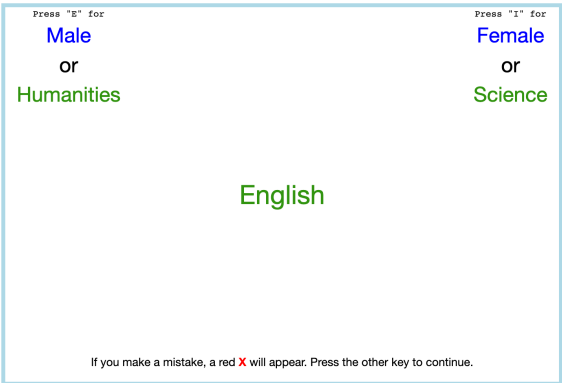 Press "E" for
Male
or
Humanities
Press "I" for
Female
or
Science
English
If you make a mistake, a red X will appear. Press the other key to continue.